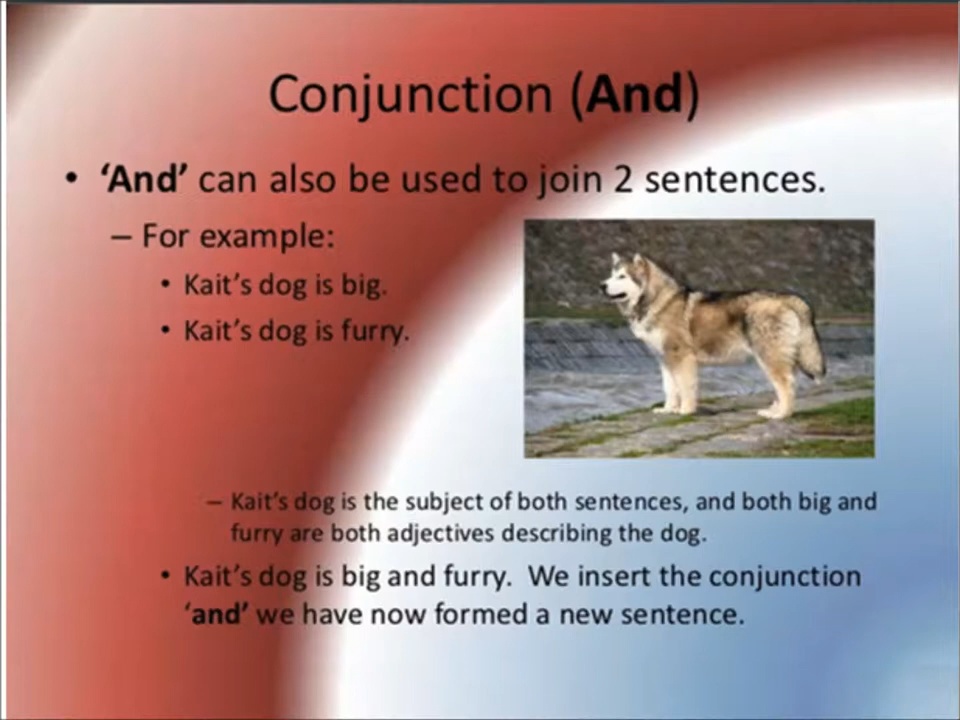 Conjunction (And)
• ‘And’ can also be used to join 2 sentences.
– For example:
• Kait’s dog is big.
• Kait’s dog is furry.
– Kait’s dog is the subject of both sentences, and both big and
furry are both adjectives describing the dog.
• Kait’s dog is big and furry.  We insert the conjunction
‘and’ we have now formed a new sentence.